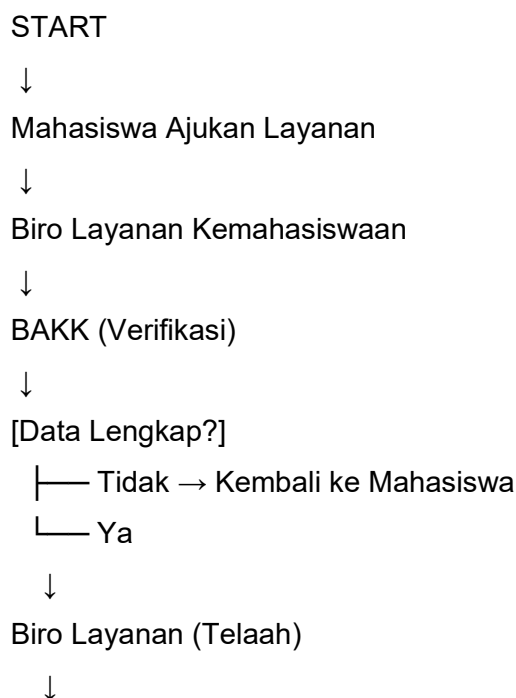 START
↓
Mahasiswa Ajukan Layanan
↓
Biro Layanan Kemahasiswaan
↓
BAKK (Verifikasi)
↓
[Data Lengkap?]
├── Tidak → Kembali ke Mahasiswa
└── Ya
↓
Biro Layanan (Telaah)
↓